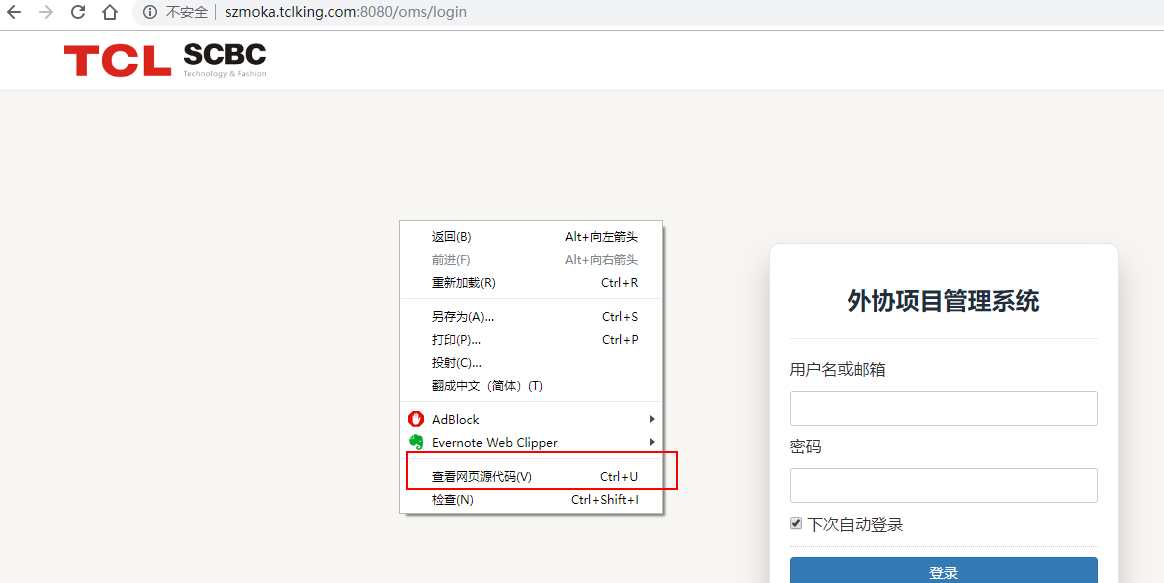 不安全 szmoka.tclking.com:8080/oms/login
TCL SCBC
Technology & Fashion
返回(B) Alt+向左箭头
前进(F) Alt+向右箭头
重新加载(R) Ctrl+R
另存为(A)... Ctrl+S
打印(P)... Ctrl+P
投射(C)...
翻成中文（简体）(T)
AdBlock
Evernote Web Clipper
查看网页源代码(V) Ctrl+U
检查(N) Ctrl+Shift+I
外协项目管理系统
用户名或邮箱
密码
下次自动登录
登录